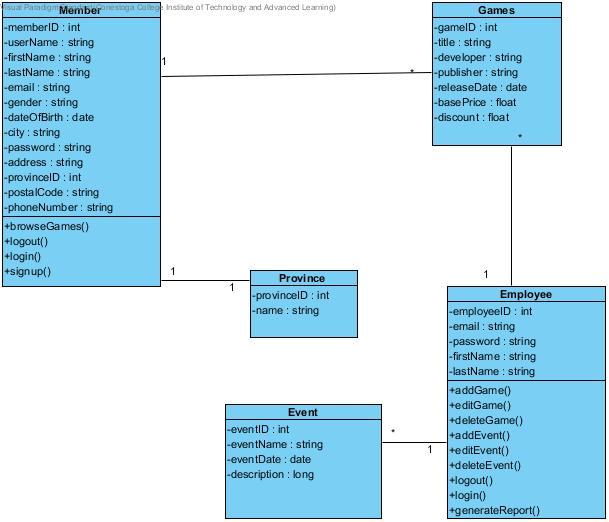 Visual Paradigm Conestoga College Institute of Technology and Advanced Learning)
Member
-memberID : int
-userName : string
-firstName : string
-lastName : string
-email : string
-gender : string
-dateOfBirth : date
-city : string
-password : string
-address : string
-provinceID : int
-postalCode : string
-phoneNumber : string
+browseGames()
+logout()
+login()
+signup()
1
*
Games
-gameID : int
-title : string
-developer : string
-publisher : string
-releaseDate : date
-basePrice : float
-discount : float
*
1
1
1
Province
-provinceID : int
-name : string
Employee
-employeeID : int
-email : string
-password : string
-firstName : string
-lastName : string
+addGame()
+editGame()
+deleteGame()
+addEvent()
+editEvent()
+deleteEvent()
+logout()
+login()
+generateReport()
Event
-eventID : int
-eventName : string
-eventDate : date
-description : long
*
1